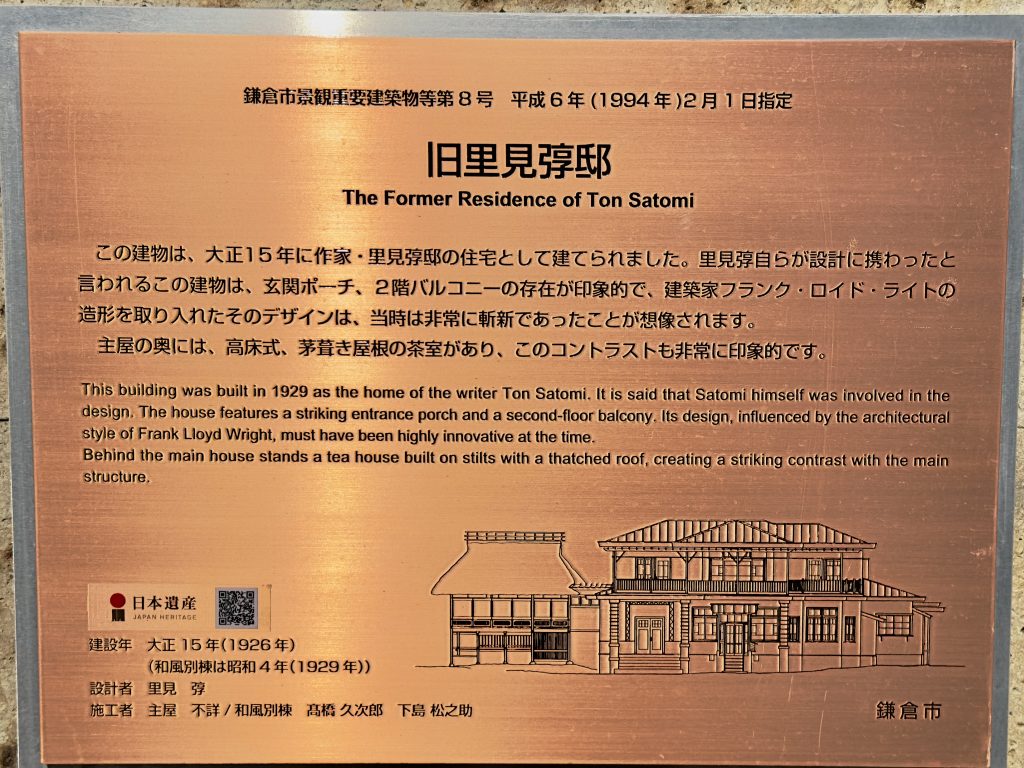 鎌倉市景観重要建築物等第8号　平成6年(1994年)2月1日指定
旧里見弴邸
The Former Residence of Ton Satomi
この建物は、大正15年に作家・里見弴邸の住宅として建てられました。里見弴自らが設計に携わったと
言われるこの建物は、玄関ポーチ、2階バルコニーの存在が印象的で、建築家フランク・ロイド・ライトの
造形を取り入れたそのデザインは、当時は非常に斬新であったことが想像されます。
主屋の奥には、高床式、茅葺き屋根の茶室があり、このコントラストも非常に印象的です。
This building was built in 1929 as the home of the writer Ton Satomi. It is said that Satomi himself was involved in the
design. The house features a striking entrance porch and a second-floor balcony. Its design, influenced by the architectural
style of Frank Lloyd Wright, must have been highly innovative at the time.
Behind the main house stands a tea house built on stilts with a thatched roof, creating a striking contrast with the main
structure.
日本遺産
JAPAN HERITAGE
建設年　大正 15年(1926年)
(和風別棟は昭和4年(1929年))
設計者　里見　弴
施工者　主屋　不詳/和風別棟　髙橋 久次郎　下島 松之助
鎌倉市